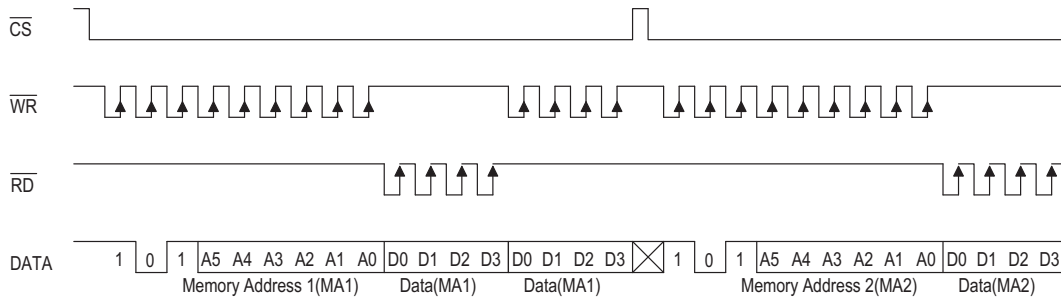 CS
WR
RD
DATA 1 0 1 A5 A4 A3 A2 A1 A0 D0 D1 D2 D3 D0 D1 D2 D3 1 0 1 A5 A4 A3 A2 A1 A0 D0 D1 D2 D3
Memory Address 1(MA1) Data(MA1) Data(MA1) Memory Address 2(MA2) Data(MA2)